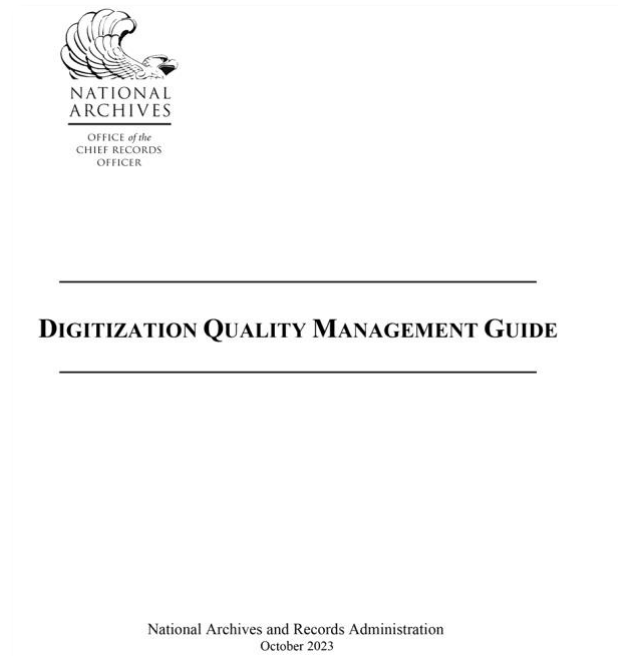 NATIONAL
ARCHIVES
OFFICE of the
CHIEF RECORDS
OFFICER
DIGITIZATION QUALITY MANAGEMENT GUIDE
National Archives and Records Administration
October 2023